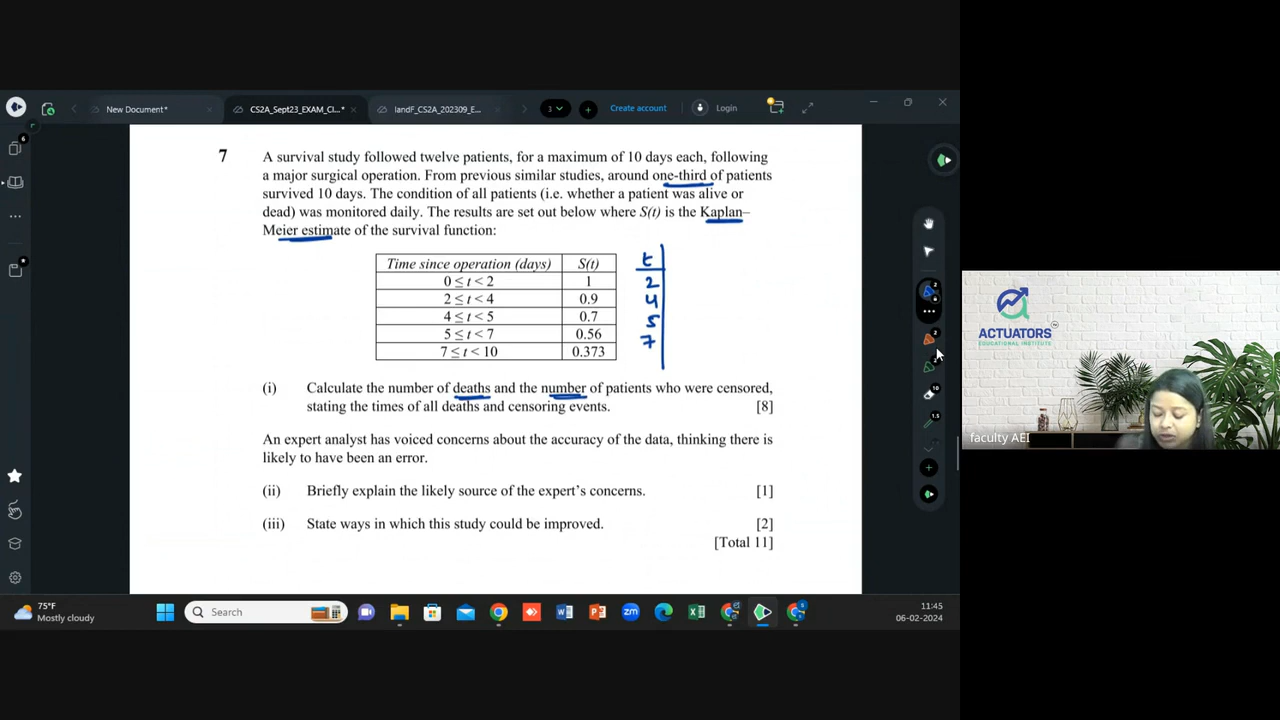 New Document*
CS2A_Sept23_EXAM_Cl...*
IandF_CS2A_202309_E...
3
Create account
Login
7
A survival study followed twelve patients, for a maximum of 10 days each, following
a major surgical operation. From previous similar studies, around one-third of patients
survived 10 days. The condition of all patients (i.e. whether a patient was alive or
dead) was monitored daily. The results are set out below where S(t) is the Kaplan–
Meier estimate of the survival function:
Time since operation (days) S(t)
0 ≤ t < 2 1
2 ≤ t < 4 0.9
4 ≤ t < 5 0.7
5 ≤ t < 7 0.56
7 ≤ t < 10 0.373
t
2
4
5
7
(i) Calculate the number of deaths and the number of patients who were censored,
stating the times of all deaths and censoring events. [8]
An expert analyst has voiced concerns about the accuracy of the data, thinking there is
likely to have been an error.
(ii) Briefly explain the likely source of the expert's concerns. [1]
(iii) State ways in which this study could be improved. [2]
[Total 11]
ACTUATORS
EDUCATIONAL INSTITUTE
faculty AEI
75°F
Mostly cloudy
Search
11:45
06-02-2024